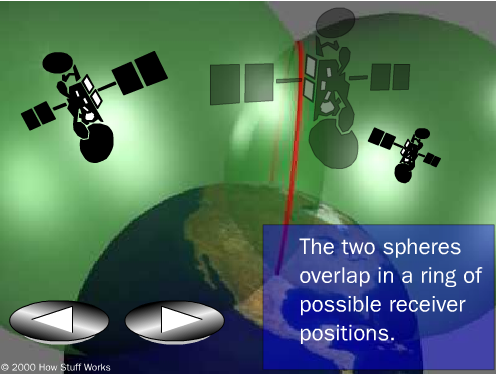 The two spheres
overlap in a ring of
possible receiver
positions.
© 2000 How Stuff Works